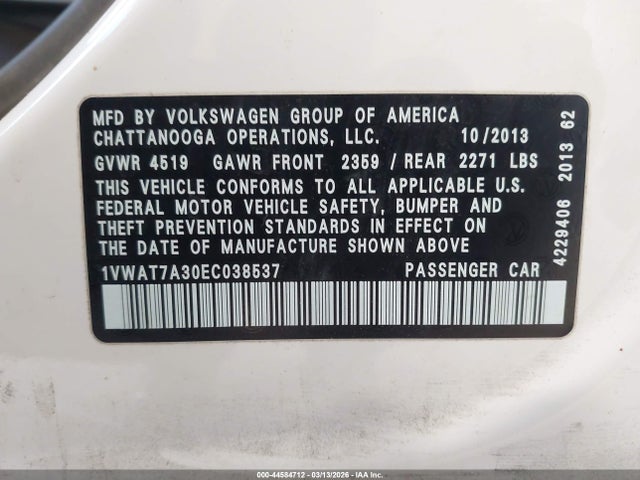 MFD BY VOLKSWAGEN GROUP OF AMERICA
CHATTANOOGA OPERATIONS, LLC. 10/2013
GVWR 4519 GAWR FRONT 2359 / REAR 2271 LBS
THIS VEHICLE CONFORMS TO ALL APPLICABLE U.S.
FEDERAL MOTOR VEHICLE SAFETY, BUMPER AND
THEFT PREVENTION STANDARDS IN EFFECT ON
THE DATE OF MANUFACTURE SHOWN ABOVE
1VWAT7A30EC038537 PASSENGER CAR
4229406 2013 62
000-44584712 - 03/13/2026 - IAA Inc.